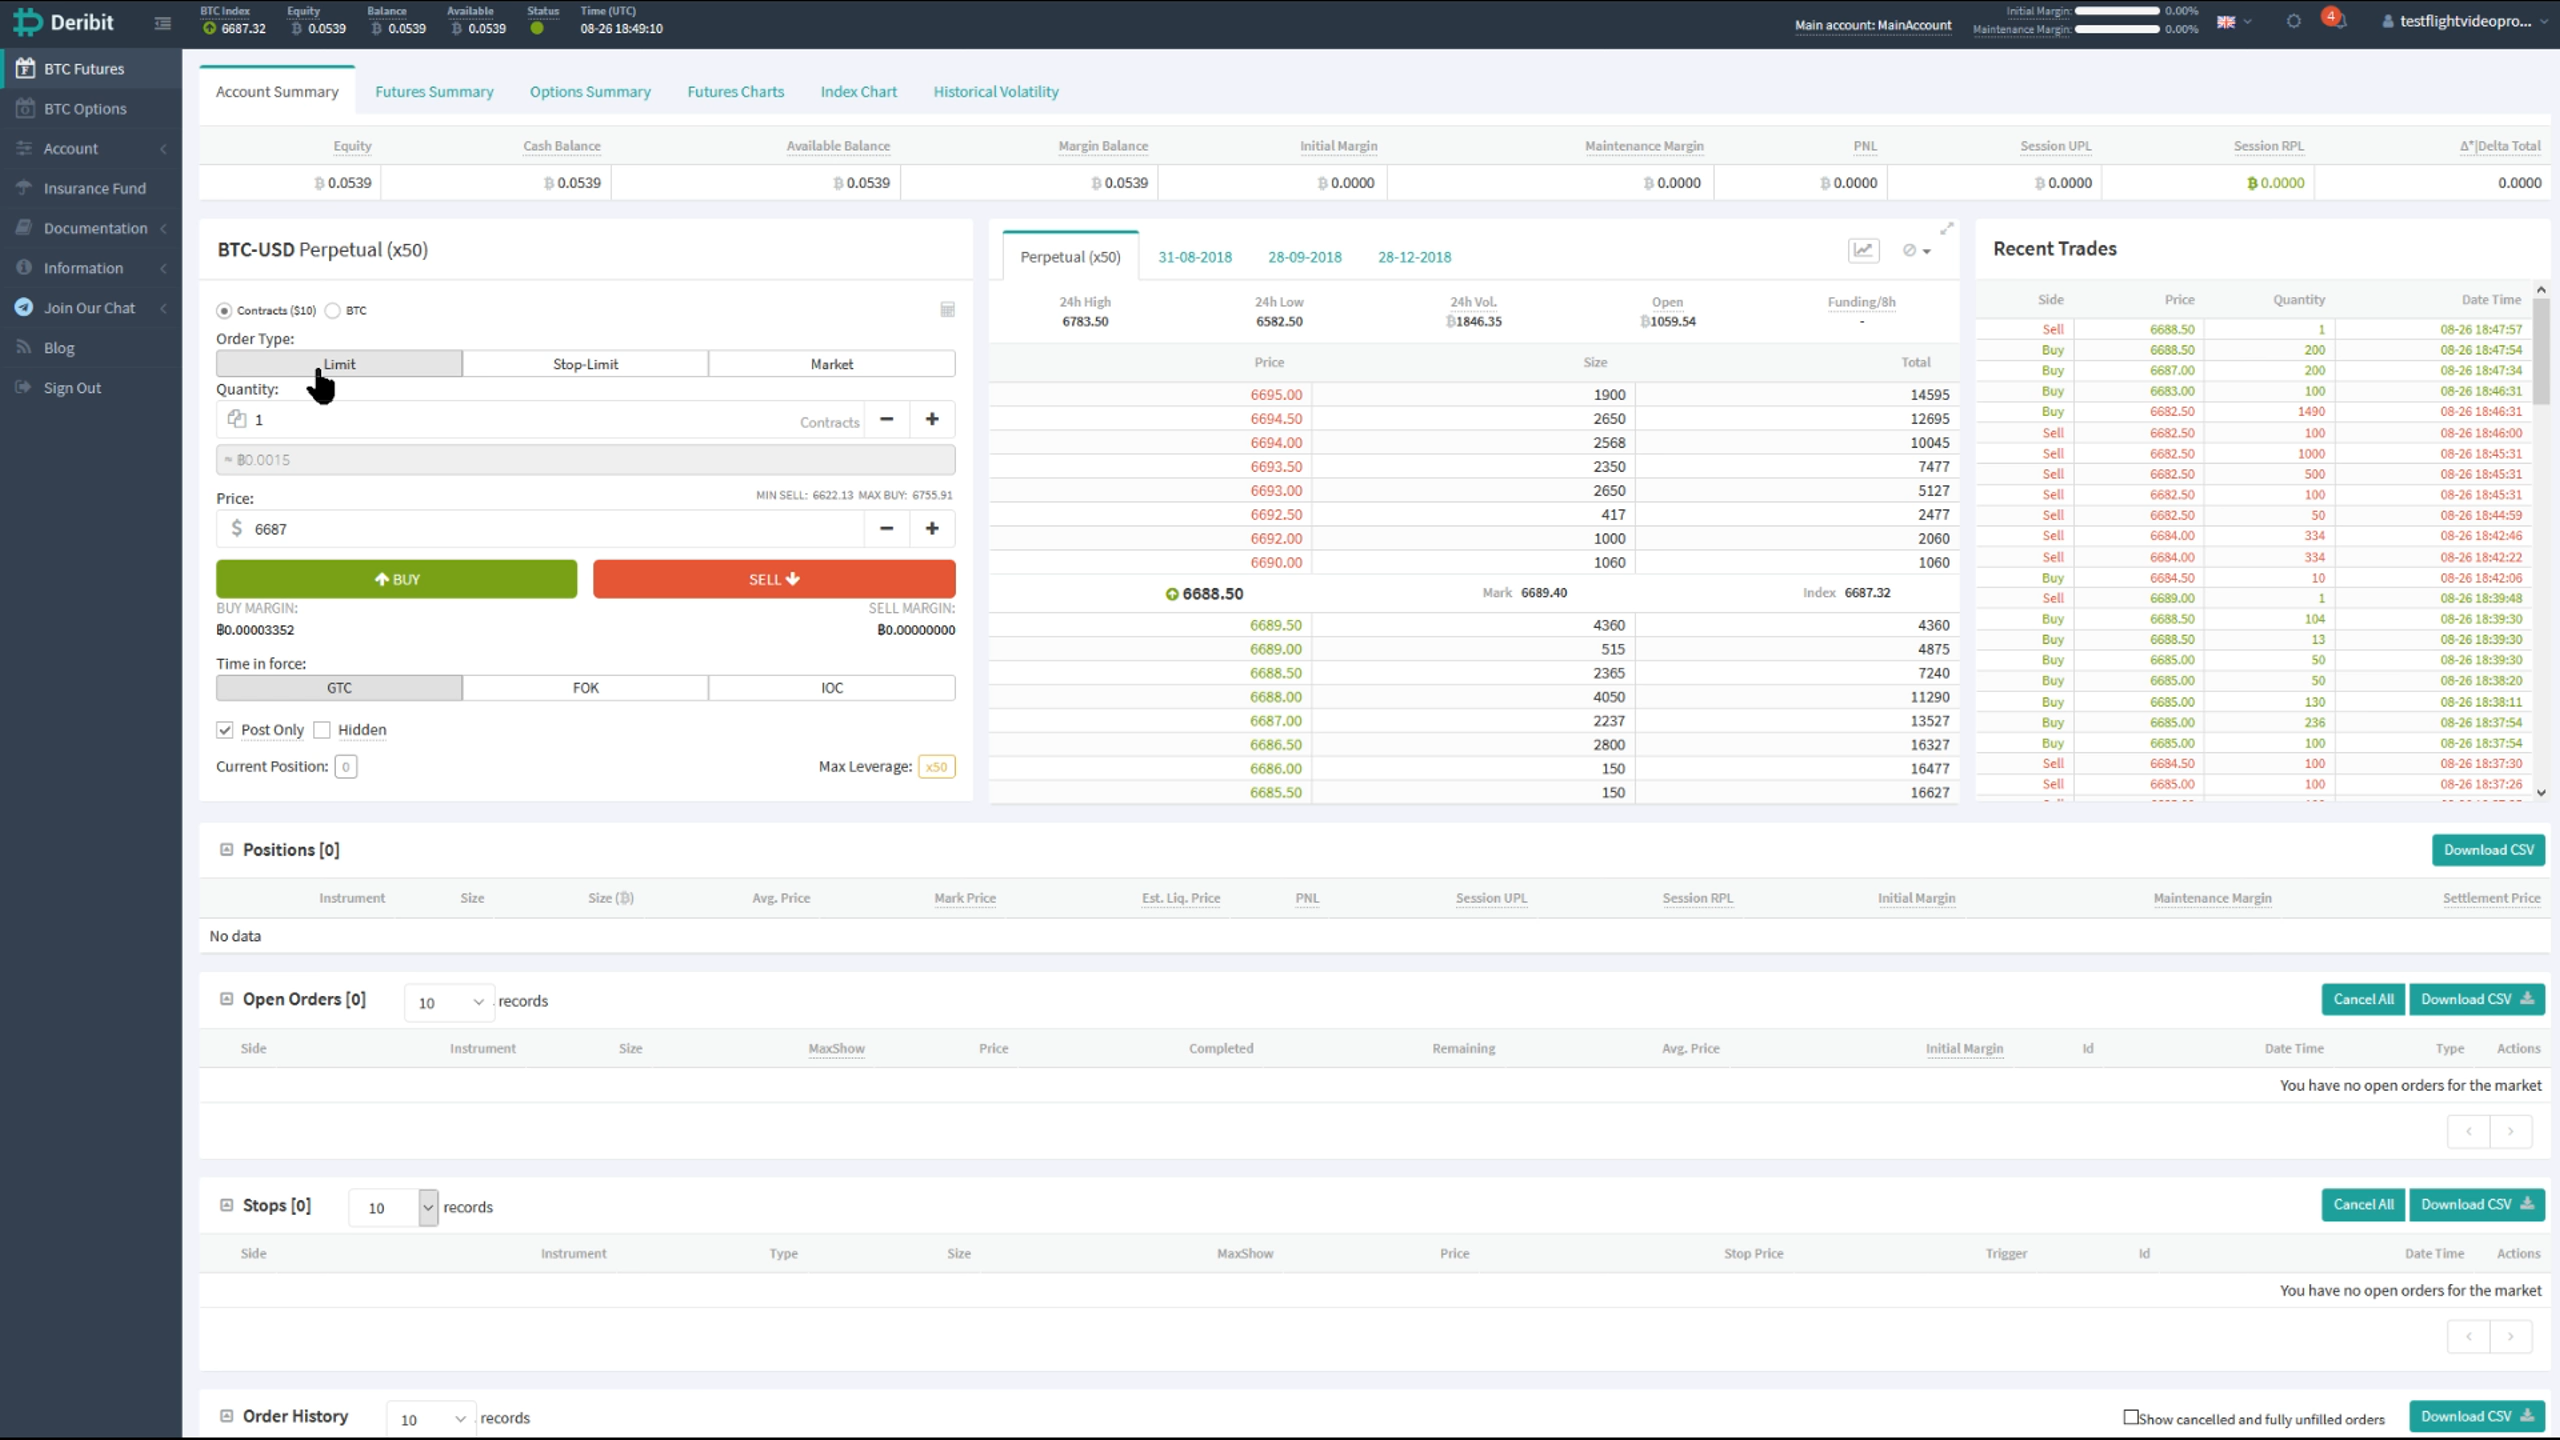 Deribit
BTC Index Equity Balance Available Status Time (UTC)
6687.32 ₿ 0.0539 ₿ 0.0539 ₿ 0.0539 08-26 18:49:10
Main account: MainAccount
Initial Margin: 0.00%
Maintenance Margin: 0.00%
4
testflightvideopro...
BTC Futures
BTC Options
Account
Insurance Fund
Documentation
Information
Join Our Chat
Blog
Sign Out
Account Summary Futures Summary Options Summary Futures Charts Index Chart Historical Volatility
Equity Cash Balance Available Balance Margin Balance Initial Margin Maintenance Margin PNL Session UPL Session RPL Δ*|Delta Total
₿ 0.0539 ₿ 0.0539 ₿ 0.0539 ₿ 0.0539 ₿ 0.0000 ₿ 0.0000 ₿ 0.0000 ₿ 0.0000 ₿ 0.0000 0.0000
BTC-USD Perpetual (x50)
Contracts ($10) BTC
Order Type:
Limit Stop-Limit Market
Quantity:
1 Contracts
≈ ฿0.0015
Price: MIN SELL: 6622.13 MAX BUY: 6755.91
$ 6687
BUY SELL
BUY MARGIN: SELL MARGIN:
฿0.00003352 ฿0.00000000
Time in force:
GTC FOK IOC
Post Only Hidden
Current Position: 0 Max Leverage: x50
Perpetual (x50) 31-08-2018 28-09-2018 28-12-2018
24h High 24h Low 24h Vol. Open Funding/8h
6783.50 6582.50 ₿1846.35 ₿1059.54 -
Price Size Total
6695.00 1900 14595
6694.50 2650 12695
6694.00 2568 10045
6693.50 2350 7477
6693.00 2650 5127
6692.50 417 2477
6692.00 1000 2060
6690.00 1060 1060
6688.50 Mark 6689.40 Index 6687.32
6689.50 4360 4360
6689.00 515 4875
6688.50 2365 7240
6688.00 4050 11290
6687.00 2237 13527
6686.50 2800 16327
6686.00 150 16477
6685.50 150 16627
Recent Trades
Side Price Quantity Date Time
Sell 6688.50 1 08-26 18:47:57
Buy 6688.50 200 08-26 18:47:54
Buy 6687.00 200 08-26 18:47:34
Buy 6683.00 100 08-26 18:46:31
Buy 6682.50 1490 08-26 18:46:31
Sell 6682.50 100 08-26 18:46:00
Sell 6682.50 1000 08-26 18:45:31
Sell 6682.50 500 08-26 18:45:31
Sell 6682.50 100 08-26 18:45:31
Sell 6682.50 50 08-26 18:44:59
Sell 6684.00 334 08-26 18:42:46
Sell 6684.00 334 08-26 18:42:22
Buy 6684.50 10 08-26 18:42:06
Sell 6689.00 1 08-26 18:39:48
Buy 6688.50 104 08-26 18:39:30
Buy 6688.50 13 08-26 18:39:30
Buy 6685.00 50 08-26 18:39:30
Buy 6685.00 50 08-26 18:38:20
Buy 6685.00 130 08-26 18:38:11
Buy 6685.00 236 08-26 18:37:54
Buy 6685.00 100 08-26 18:37:54
Sell 6684.50 100 08-26 18:37:30
Sell 6685.00 100 08-26 18:37:26
Positions [0] Download CSV
Instrument Size Size (₿) Avg. Price Mark Price Est. Liq. Price PNL Session UPL Session RPL Initial Margin Maintenance Margin Settlement Price
No data
Open Orders [0] 10 records Cancel All Download CSV
Side Instrument Size MaxShow Price Completed Remaining Avg. Price Initial Margin Id Date Time Type Actions
You have no open orders for the market
Stops [0] 10 records Cancel All Download CSV
Side Instrument Type Size MaxShow Price Stop Price Trigger Id Date Time Actions
You have no open orders for the market
Order History 10 records Show cancelled and fully unfilled orders Download CSV